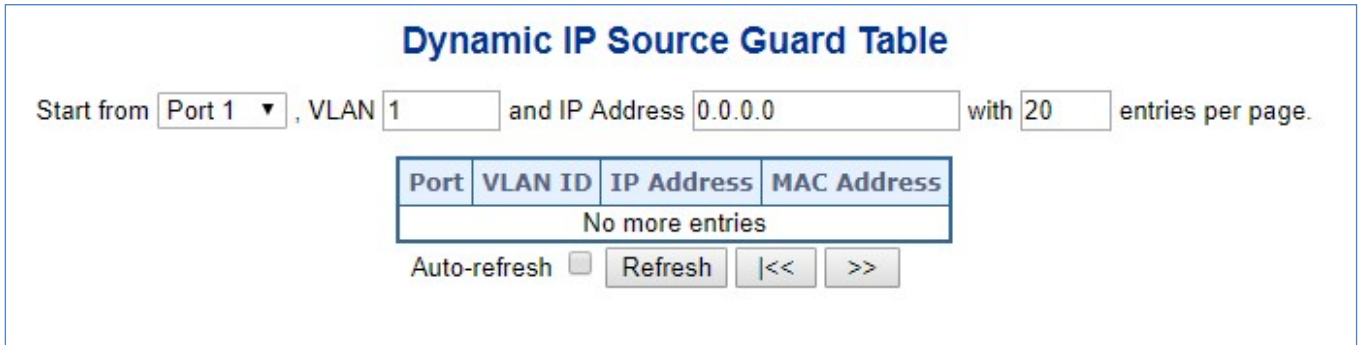 Dynamic IP Source Guard Table
Start from Port 1 ▼ , VLAN 1 and IP Address 0.0.0.0 with 20 entries per page.
Port VLAN ID IP Address MAC Address
No more entries
Auto-refresh Refresh |<< >>